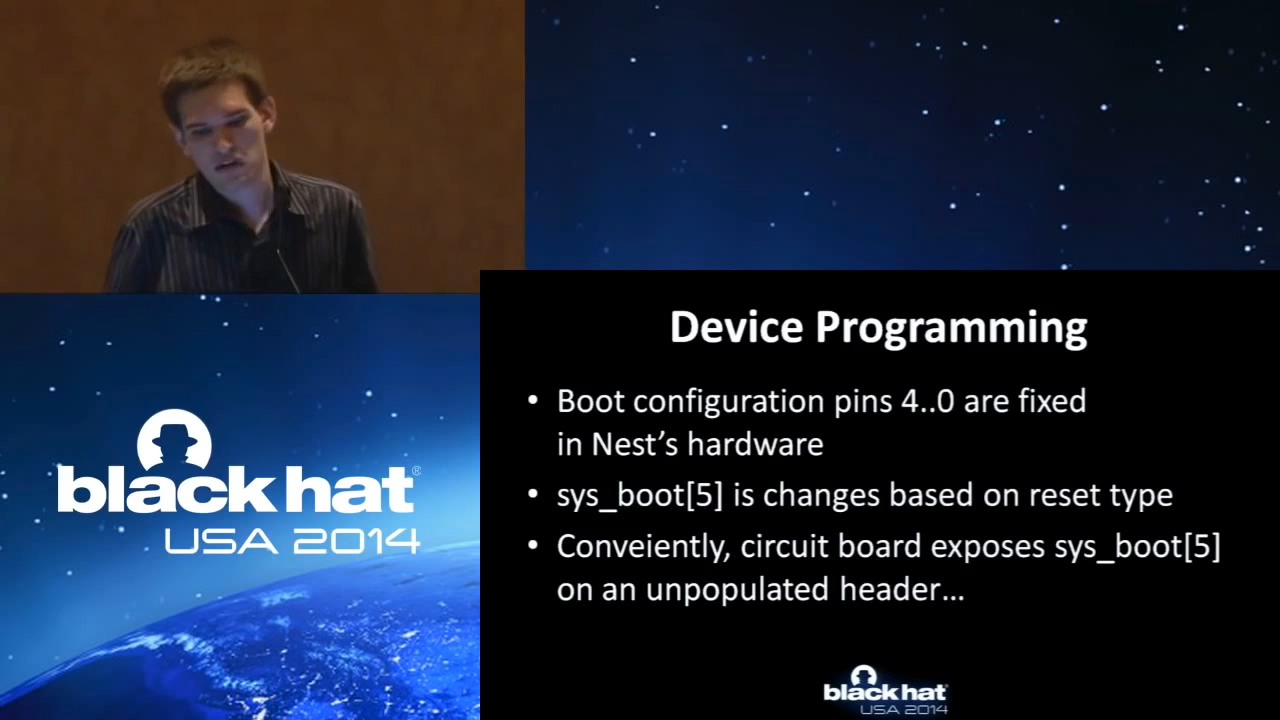 Device Programming
• Boot configuration pins 4..0 are fixed
in Nest's hardware
• sys_boot[5] is changes based on reset type
• Conveiently, circuit board exposes sys_boot[5]
on an unpopulated header…
black hat®
USA 2014
black hat
USA 2014